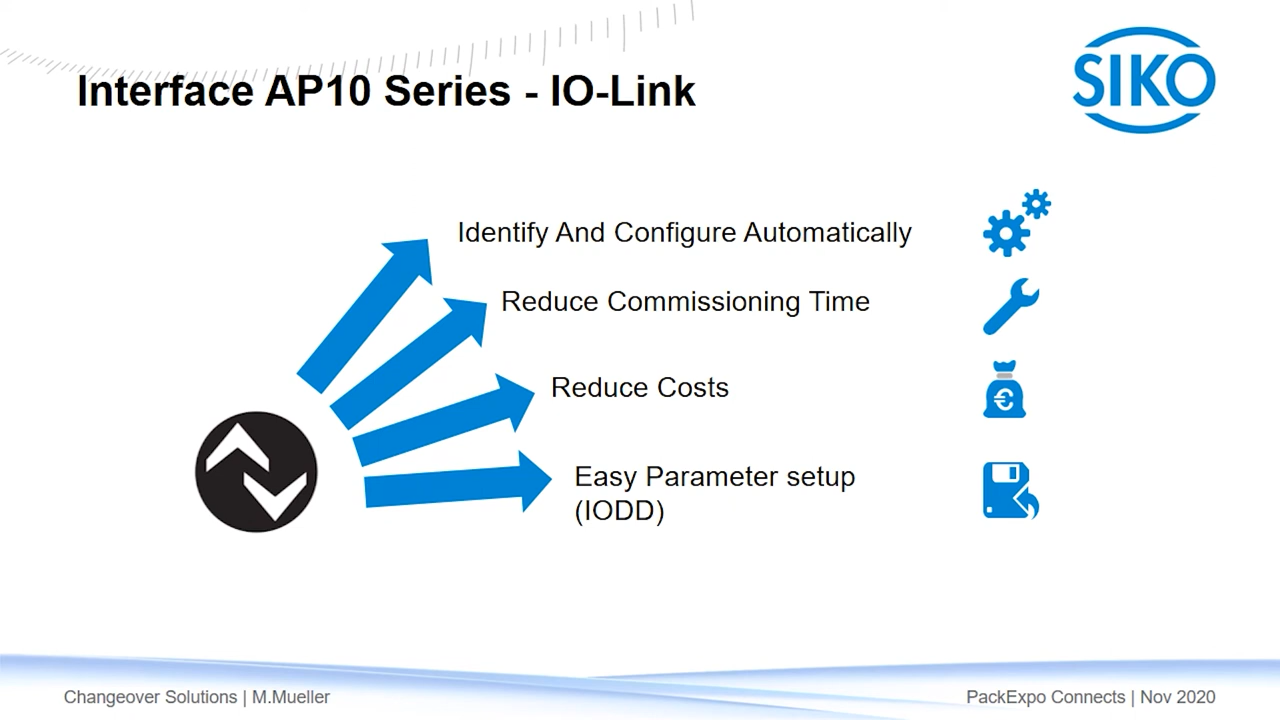 Interface AP10 Series - IO-Link
SIKO
Identify And Configure Automatically
Reduce Commissioning Time
Reduce Costs
€
Easy Parameter setup
(IODD)
Changeover Solutions | M.Mueller
PackExpo Connects | Nov 2020